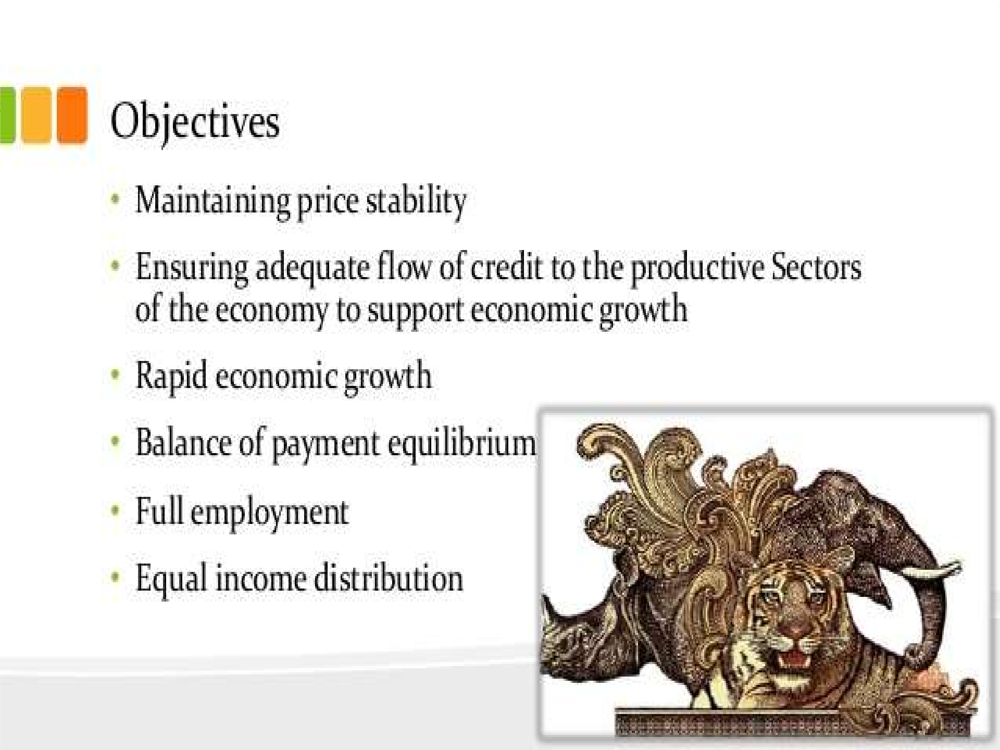 Objectives
• Maintaining price stability
• Ensuring adequate flow of credit to the productive Sectors
of the economy to support economic growth
• Rapid economic growth
• Balance of payment equilibrium
• Full employment
• Equal income distribution